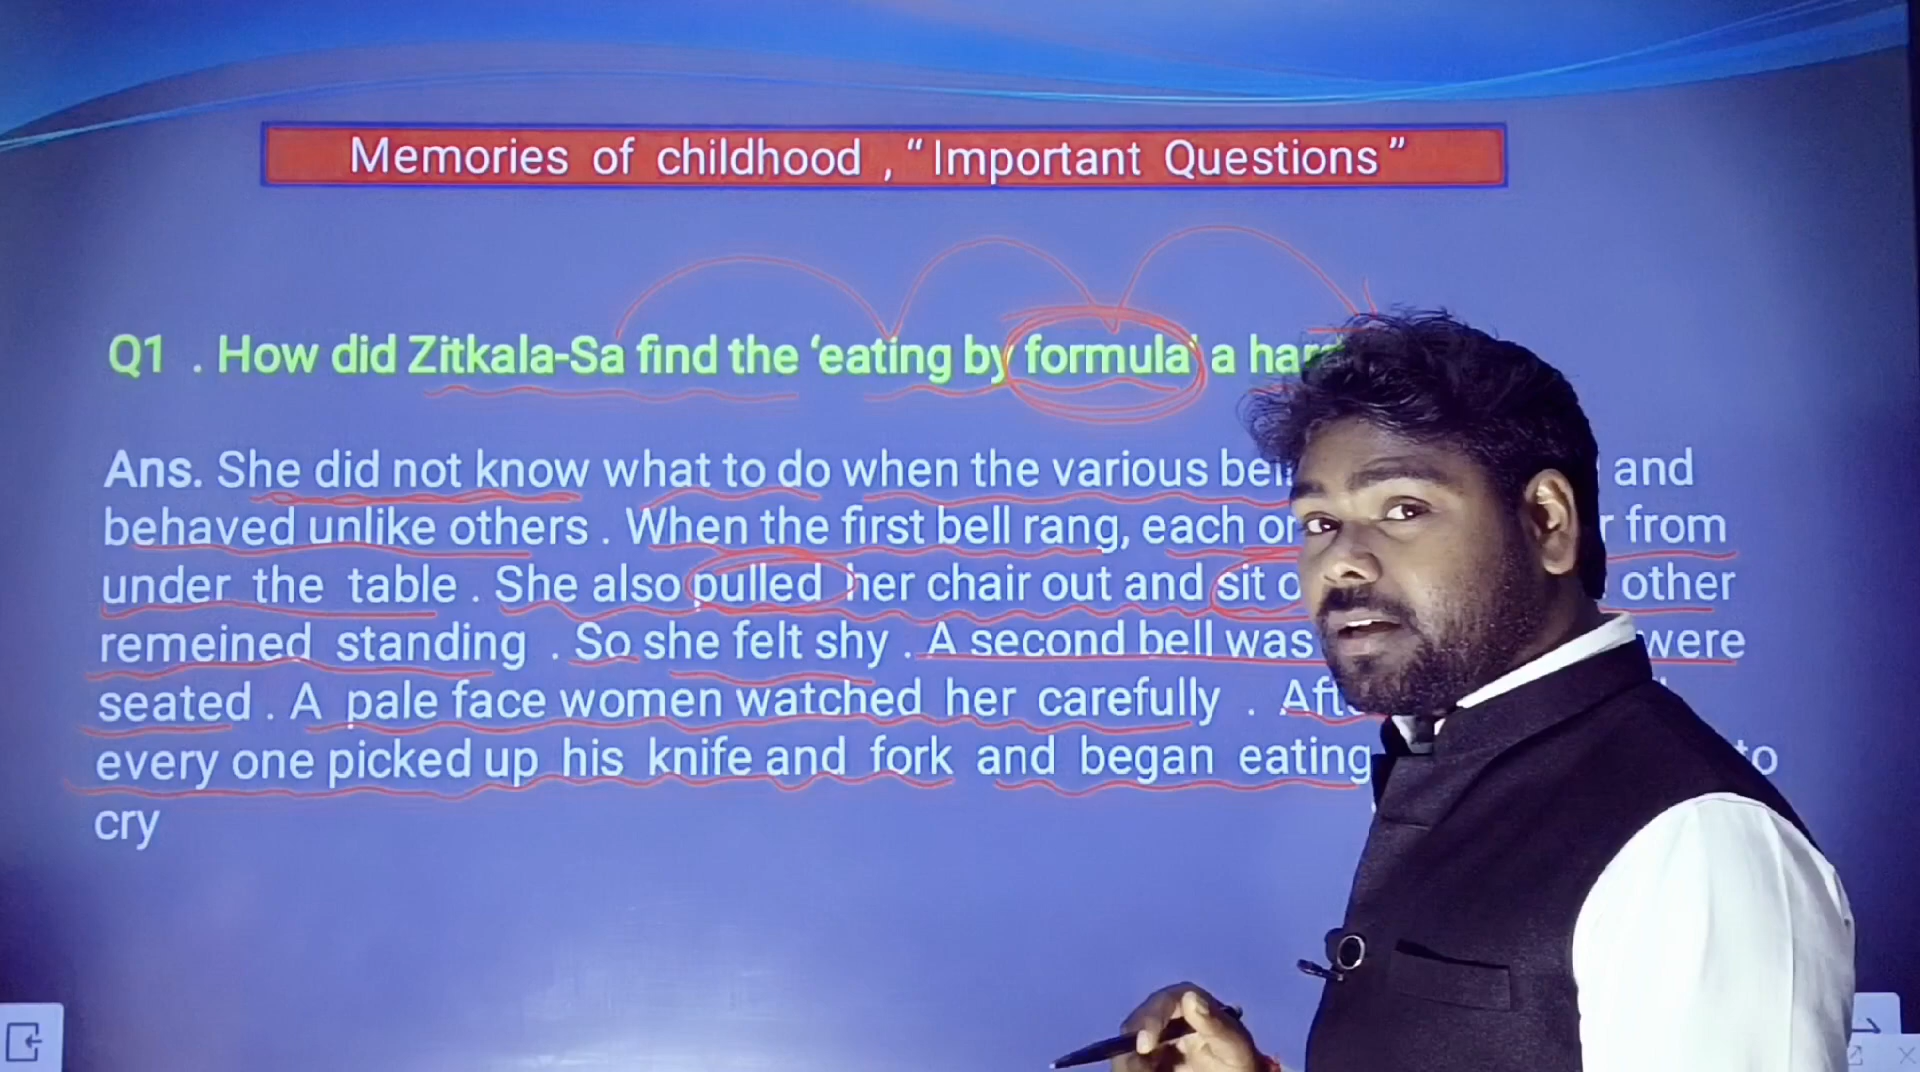 Memories of childhood , “ Important Questions ”
Q1 . How did Zitkala-Sa find the ‘eating by formula’ a
Ans. She did not know what to do when the various and
behaved unlike others . When the first bell rang, each from
under the table . She also pulled her chair out and sit other
remeined standing . So she felt shy . A second bell was were
seated . A pale face women watched her carefully .
every one picked up his knife and fork and began eating to
cry